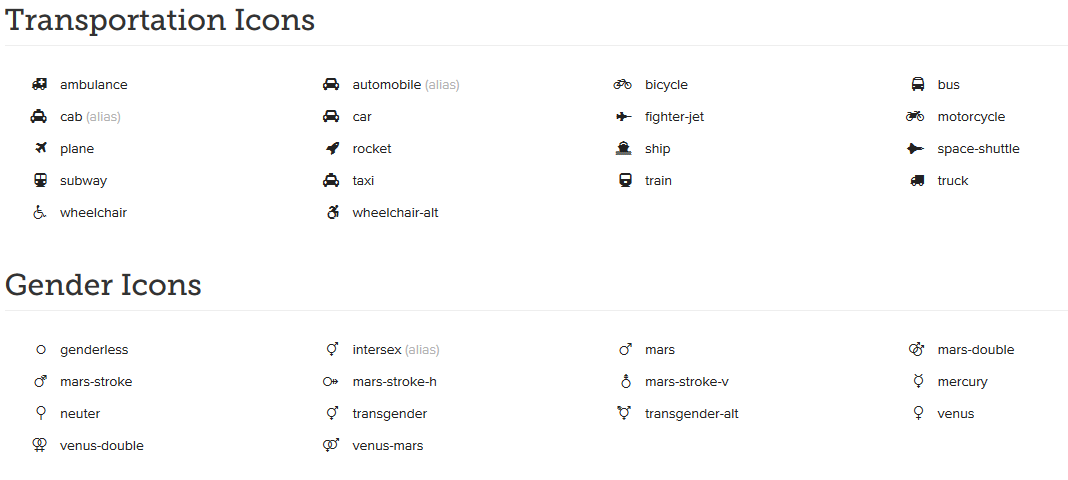 Transportation Icons
ambulance automobile (alias) bicycle bus
cab (alias) car fighter-jet motorcycle
plane rocket ship space-shuttle
subway taxi train truck
wheelchair wheelchair-alt
Gender Icons
genderless intersex (alias) mars mars-double
mars-stroke mars-stroke-h mars-stroke-v mercury
neuter transgender transgender-alt venus
venus-double venus-mars